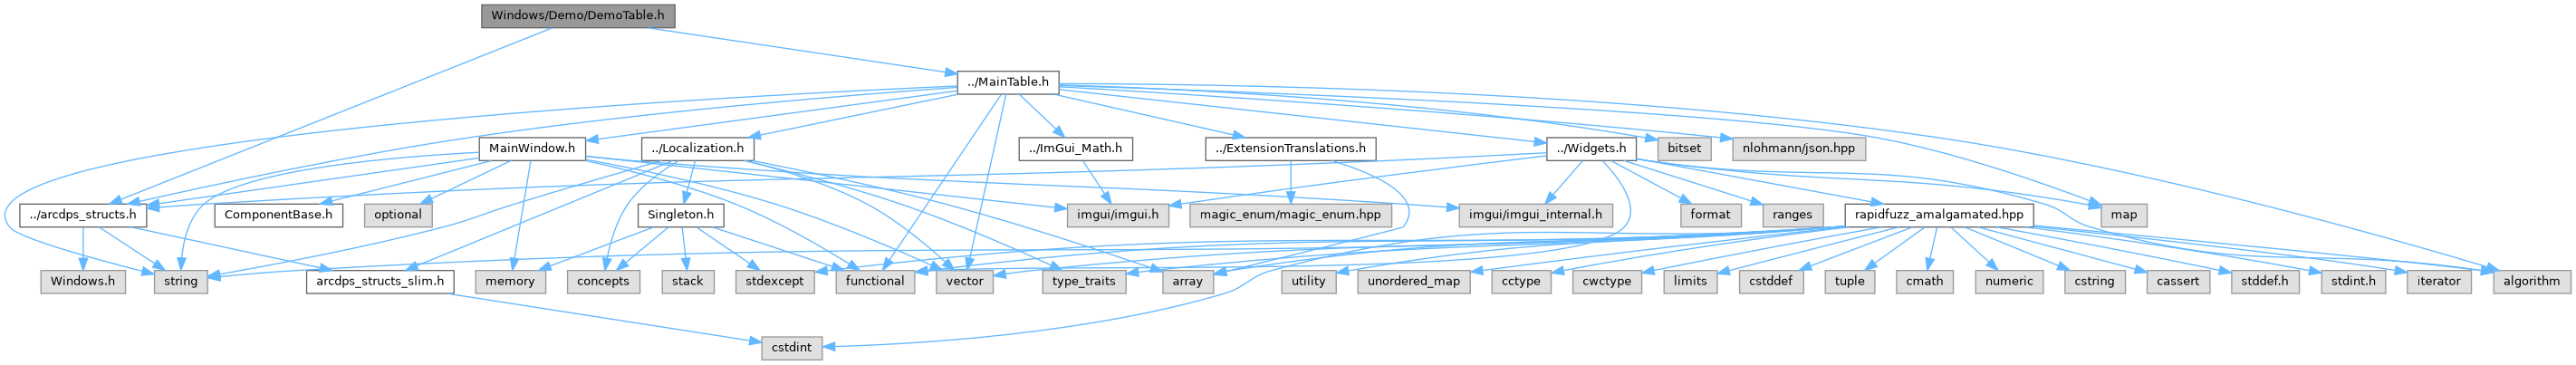 Windows/Demo/DemoTable.h
../MainTable.h
MainWindow.h
../Localization.h
../ImGui_Math.h
../ExtensionTranslations.h
../Widgets.h
bitset
nlohmann/json.hpp
../arcdps_structs.h
ComponentBase.h
optional
Singleton.h
imgui/imgui.h
magic_enum/magic_enum.hpp
imgui/imgui_internal.h
format
ranges
rapidfuzz_amalgamated.hpp
map
Windows.h
string
arcdps_structs_slim.h
memory
concepts
stack
stdexcept
functional
vector
type_traits
array
utility
unordered_map
cctype
cwctype
limits
cstddef
tuple
cmath
numeric
cstring
cassert
stddef.h
stdint.h
iterator
algorithm
cstdint